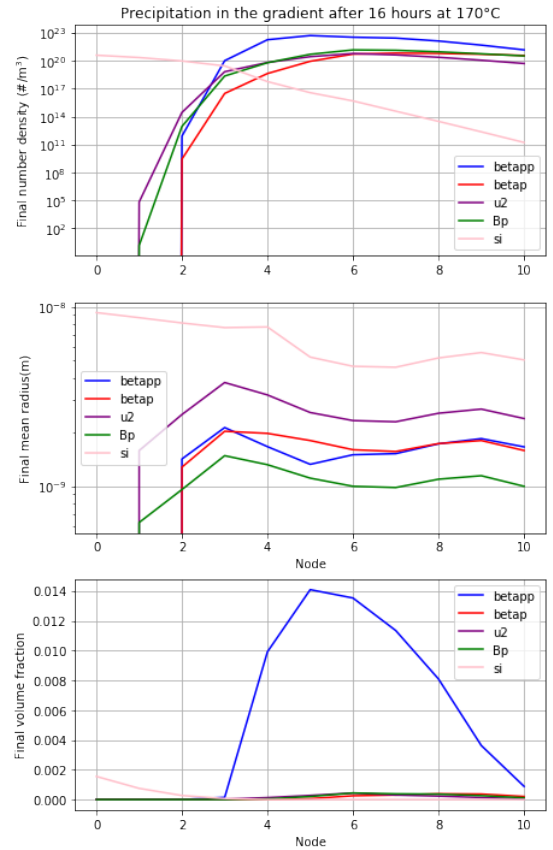 Precipitation in the gradient after 16 hours at 170°C
Final number density (#/m³)
10²³
10²⁰
10¹⁷
10¹⁴
10¹¹
10⁸
10⁵
10²
betapp
betap
u2
Bp
si
0 2 4 6 8 10
Final mean radius(m)
10⁻⁸
10⁻⁹
betapp
betap
u2
Bp
si
0 2 4 6 8 10
Node
Final volume fraction
0.014
0.012
0.010
0.008
0.006
0.004
0.002
0.000
betapp
betap
u2
Bp
si
0 2 4 6 8 10
Node